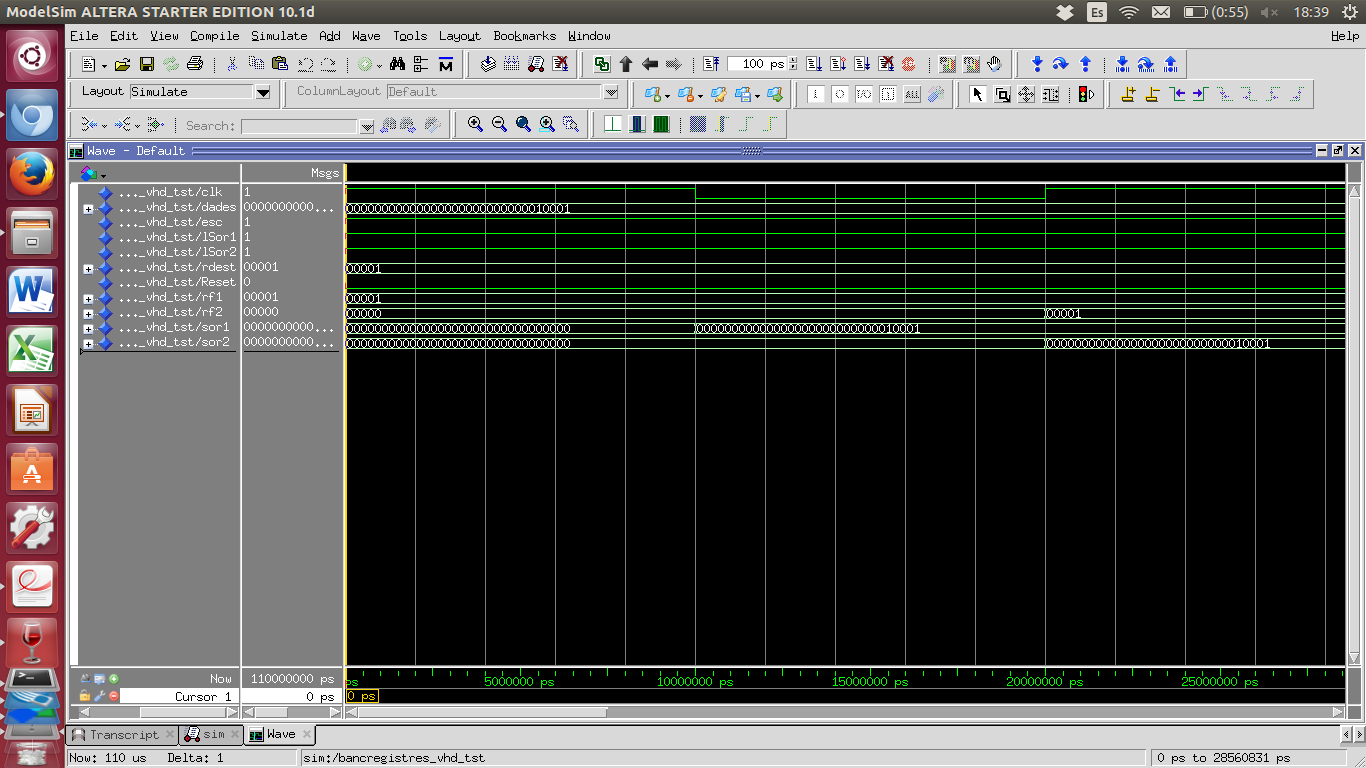 ModelSim ALTERA STARTER EDITION 10.1d
Es
(0:55)
18:39
File Edit View Compile Simulate Add Wave Tools Layout Bookmarks Window Help
100 ps
Layout Simulate
ColumnLayout Default
ALL
Search:
Wave - Default
Msgs
..._vhd_tst/clk 1
..._vhd_tst/dades 0000000000...
..._vhd_tst/esc 1
..._vhd_tst/lSor1 1
..._vhd_tst/lSor2 1
..._vhd_tst/rdest 00001 00001
..._vhd_tst/Reset 0
..._vhd_tst/rf1 00001 00001
..._vhd_tst/rf2 00000 00000 00001
..._vhd_tst/sor1 0000000000...
..._vhd_tst/sor2 0000000000...
Now 110000000 ps
ps 5000000 ps 10000000 ps 15000000 ps 20000000 ps 25000000 ps
Cursor 1 0 ps 0 ps
Transcript sim Wave
Now: 110 us Delta: 1 sim:/bancregistres_vhd_tst 0 ps to 28560831 ps